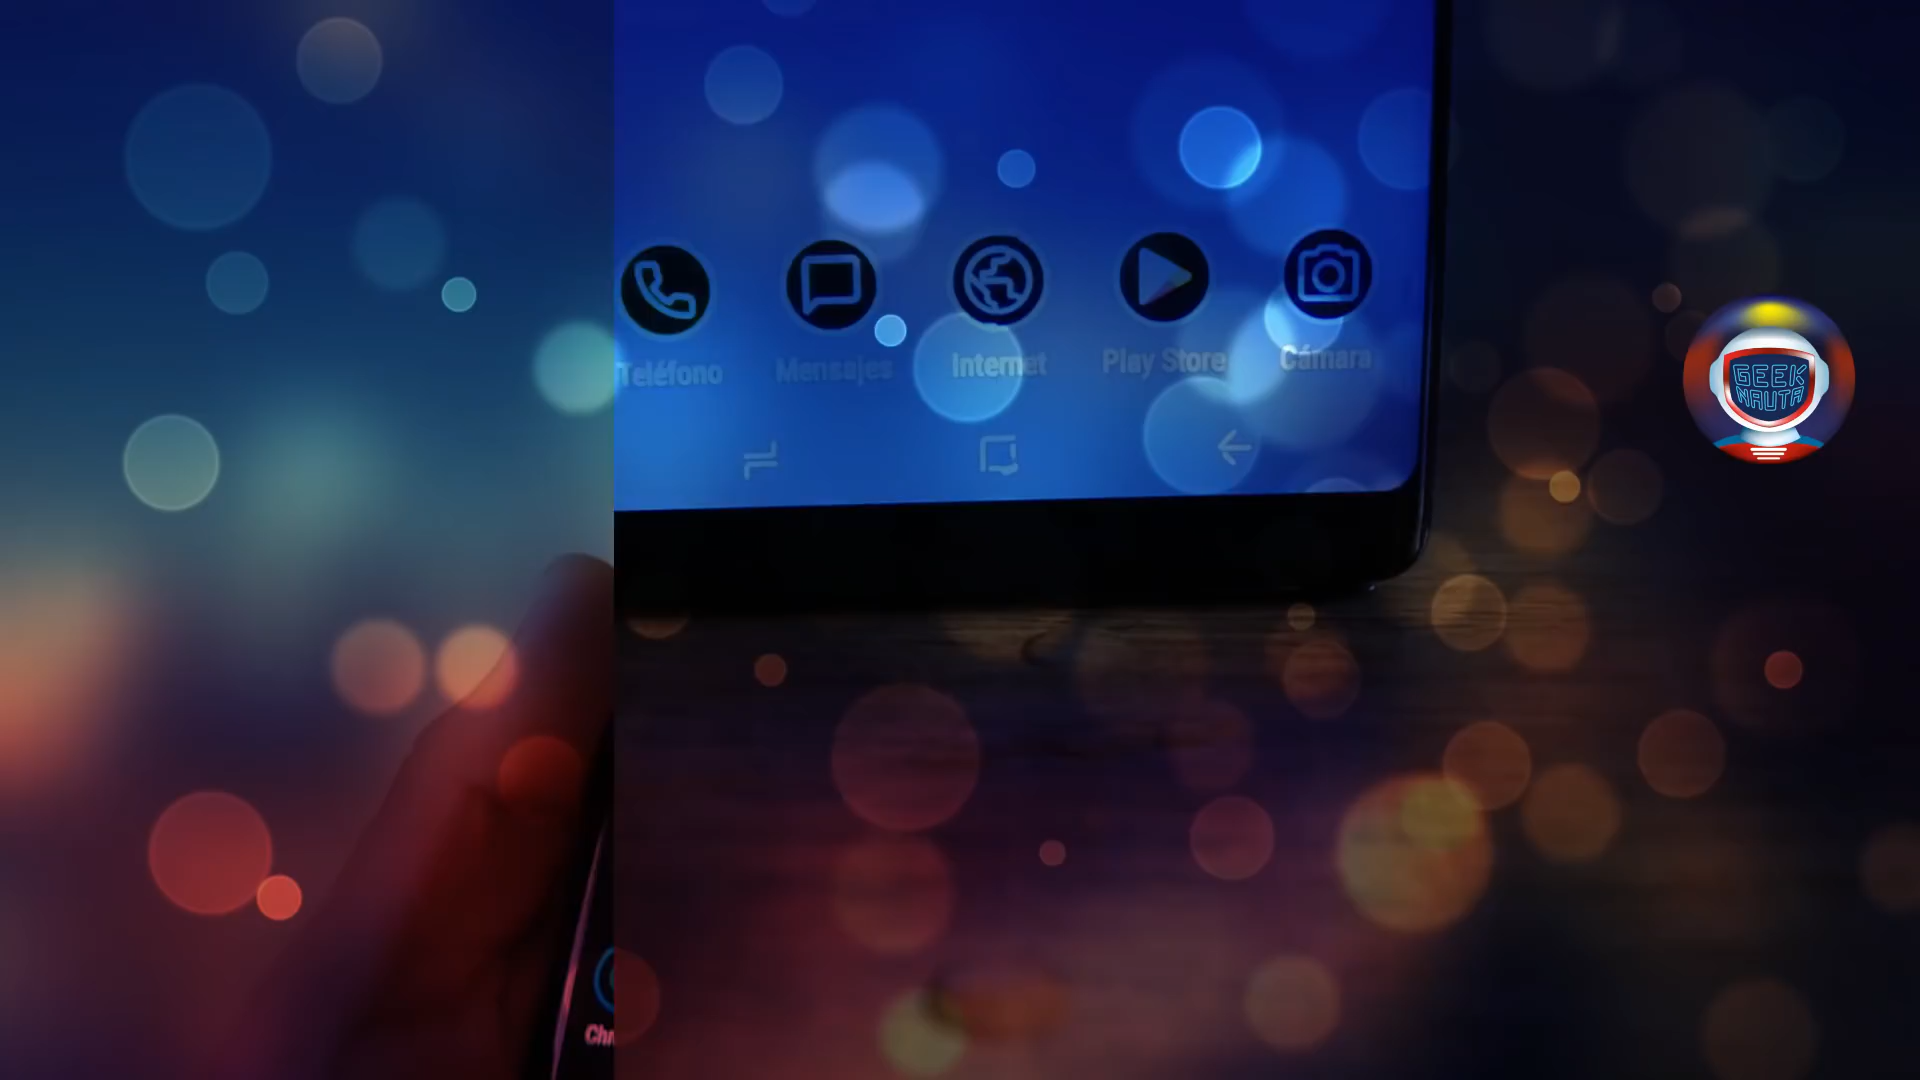 Teléfono
Mensajes
Internet
Play Store
Cámara
GEEK
NAUTA